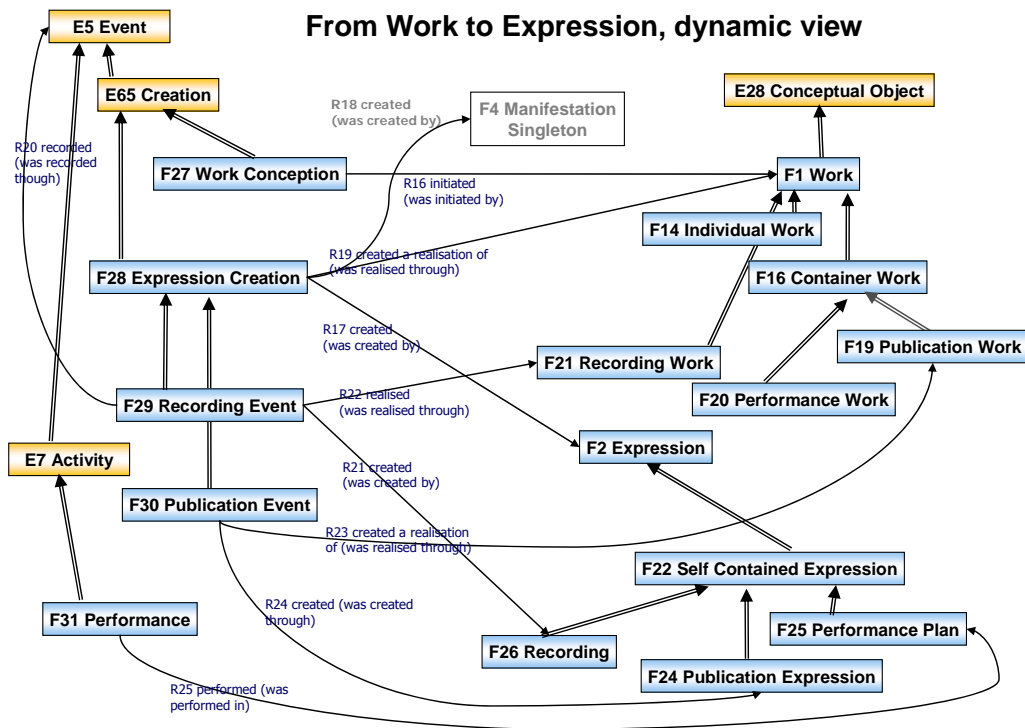 From Work to Expression, dynamic view
E5 Event
E65 Creation
E28 Conceptual Object
R18 created
(was created by)
F4 Manifestation
Singleton
R20 recorded
(was recorded
though)
F27 Work Conception
F1 Work
R16 initiated
(was initiated by)
F14 Individual Work
R19 created a realisation of
(was realised through)
F28 Expression Creation
F16 Container Work
R17 created
(was created by)
F19 Publication Work
F21 Recording Work
R22 realised
(was realised through)
F20 Performance Work
F29 Recording Event
F2 Expression
E7 Activity
R21 created
(was created by)
F30 Publication Event
R23 created a realisation
of (was realised through)
F22 Self Contained Expression
R24 created (was created
through)
F31 Performance
F25 Performance Plan
F26 Recording
F24 Publication Expression
R25 performed (was
performed in)